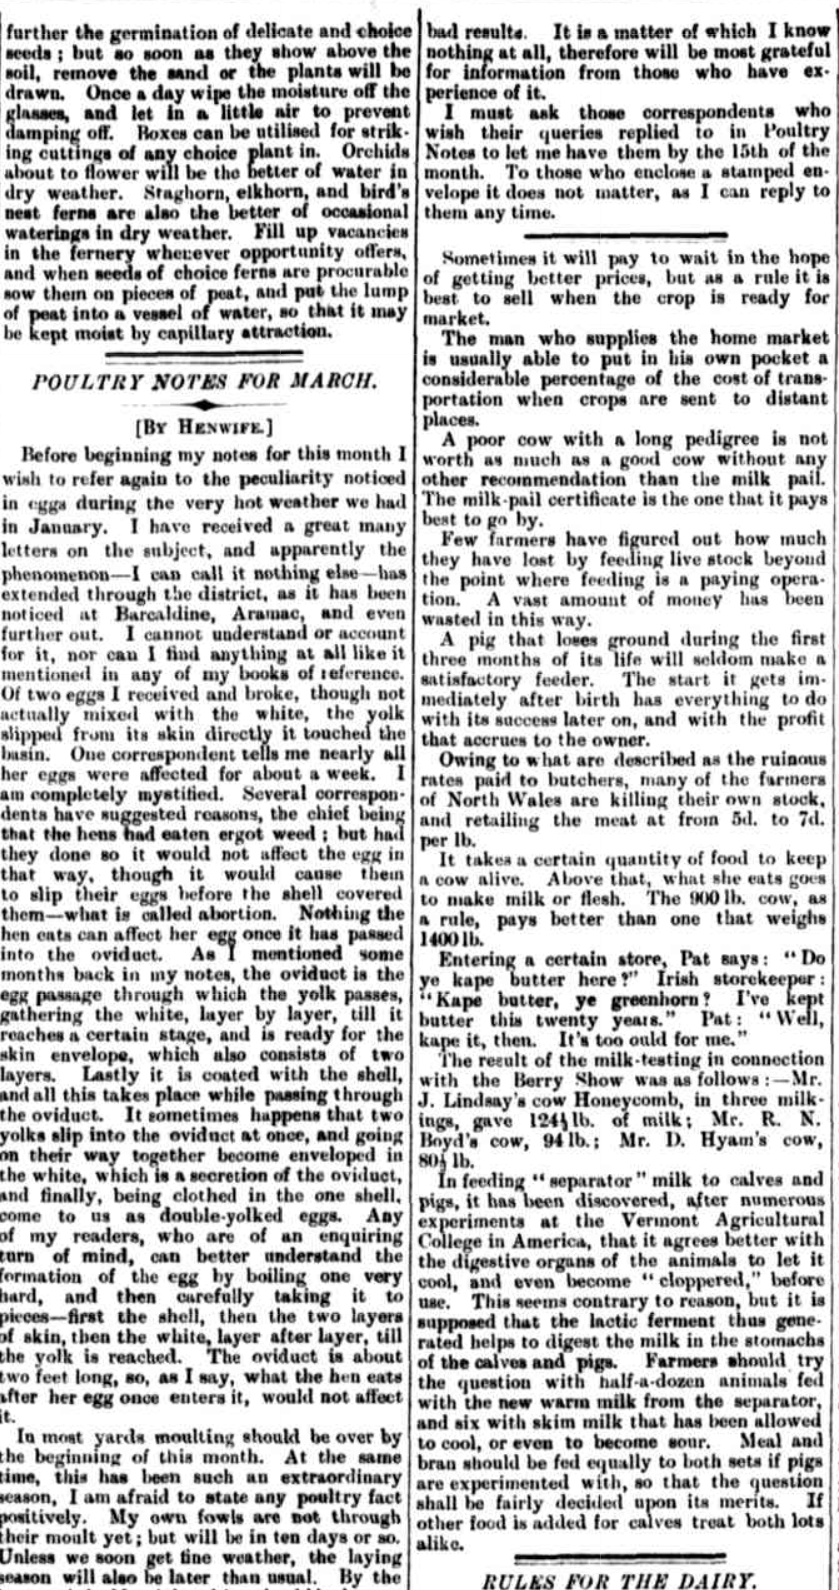 further the germination of delicate and choice
seeds ; but so soon as they show above the
soil, remove the sand or the plants will be
drawn. Once a day wipe the moisture off the
glasses, and let in a little air to prevent
damping off. Boxes can be utilised for strik-
ing cuttings of any choice plant in. Orchids
about to flower will be the better of water in
dry weather. Staghorn, elkhorn, and bird's
nest ferns are also the better of occasional
waterings in dry weather. Fill up vacancies
in the fernery whenever opportunity offers,
and when seeds of choice ferns are procurable
sow them on pieces of peat, and put the lump
of peat into a vessel of water, so that it may
be kept moist by capillary attraction.
POULTRY NOTES FOR MARCH.
[BY HENWIFE.]
Before beginning my notes for this month I
wish to refer again to the peculiarity noticed
in eggs during the very hot weather we had
in January. I have received a great many
letters on the subject, and apparently the
phenomenon—I can call it nothing else—has
extended through the district, as it has been
noticed at Barcaldine, Aramac, and even
further out. I cannot understand or account
for it, nor can I find anything at all like it
mentioned in any of my books of reference.
Of two eggs I received and broke, though not
actually mixed with the white, the yolk
slipped from its skin directly it touched the
basin. One correspondent tells me nearly all
her eggs were affected for about a week. I
am completely mystified. Several correspon-
dents have suggested reasons, the chief being
that the hens had eaten ergot weed ; but had
they done so it would not affect the egg in
that way, though it would cause them
to slip their eggs before the shell covered
them—what is called abortion. Nothing the
hen eats can affect her egg once it has passed
into the oviduct. As I mentioned some
months back in my notes, the oviduct is the
egg passage through which the yolk passes,
gathering the white, layer by layer, till it
reaches a certain stage, and is ready for the
skin envelope, which also consists of two
layers. Lastly it is coated with the shell,
and all this takes place while passing through
the oviduct. It sometimes happens that two
yolks slip into the oviduct at once, and going
on their way together become enveloped in
the white, which is a secretion of the oviduct,
and finally, being clothed in the one shell,
come to us as double-yolked eggs. Any
of my readers, who are of an enquiring
turn of mind, can better understand the
formation of the egg by boiling one very
hard, and then carefully taking it to
pieces—first the shell, then the two layers
of skin, then the white, layer after layer, till
the yolk is reached. The oviduct is about
two feet long, so, as I say, what the hen eats
after her egg once enters it, would not affect
it.
In most yards moulting should be over by
the beginning of this month. At the same
time, this has been such an extraordinary
season, I am afraid to state any poultry fact
positively. My own fowls are not through
their moult yet ; but will be in ten days or so.
Unless we soon get fine weather, the laying
season will also be later than usual. By the
bad results. It is a matter of which I know
nothing at all, therefore will be most grateful
for information from those who have ex-
perience of it.
I must ask those correspondents who
wish their queries replied to in Poultry
Notes to let me have them by the 15th of the
month. To those who enclose a stamped en-
velope it does not matter, as I can reply to
them any time.
Sometimes it will pay to wait in the hope
of getting better prices, but as a rule it is
best to sell when the crop is ready for
market.
The man who supplies the home market
is usually able to put in his own pocket a
considerable percentage of the cost of trans-
portation when crops are sent to distant
places.
A poor cow with a long pedigree is not
worth as much as a good cow without any
other recommendation than the milk pail.
The milk-pail certificate is the one that it pays
best to go by.
Few farmers have figured out how much
they have lost by feeding live stock beyond
the point where feeding is a paying opera-
tion. A vast amount of money has been
wasted in this way.
A pig that loses ground during the first
three months of its life will seldom make a
satisfactory feeder. The start it gets im-
mediately after birth has everything to do
with its success later on, and with the profit
that accrues to the owner.
Owing to what are described as the ruinous
rates paid to butchers, many of the farmers
of North Wales are killing their own stock,
and retailing the meat at from 5d. to 7d.
per lb.
It takes a certain quantity of food to keep
a cow alive. Above that, what she eats goes
to make milk or flesh. The 900 lb. cow, as
a rule, pays better than one that weighs
1400 lb.
Entering a certain store, Pat says : "Do
ye kape butter here?" Irish storekeeper :
"Kape butter, ye greenhorn? I've kept
butter this twenty years." Pat : "Well,
kape it, then. It's too ould for me."
The result of the milk-testing in connection
with the Berry Show was as follows :—Mr.
J. Lindsay's cow Honeycomb, in three milk-
ings, gave 124½ lb. of milk ; Mr. R. N.
Boyd's cow, 94 lb. ; Mr. D. Hyam's cow,
80½ lb.
In feeding "separator" milk to calves and
pigs, it has been discovered, after numerous
experiments at the Vermont Agricultural
College in America, that it agrees better with
the digestive organs of the animals to let it
cool, and even become "cloppered," before
use. This seems contrary to reason, but it is
supposed that the lactic ferment thus gene-
rated helps to digest the milk in the stomachs
of the calves and pigs. Farmers should try
the question with half-a-dozen animals fed
with the new warm milk from the separator,
and six with skim milk that has been allowed
to cool, or even to become sour. Meal and
bran should be fed equally to both sets if pigs
are experimented with, so that the question
shall be fairly decided upon its merits. If
other food is added for calves treat both lots
alike.
RULES FOR THE DAIRY.